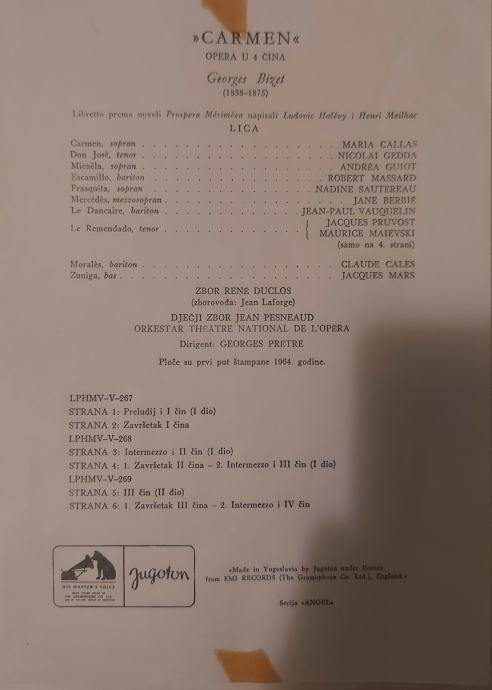 »CARMEN«
OPERA U 4 ČINA
Georges Bizet
(1838–1875)
Libretto prema noveli Prospera Mériméea napisali Ludovic Halévy i Henri Meilhac
LICA
Carmen, sopran . . . . . . . . . . . . . . . MARIA CALLAS
Don José, tenor . . . . . . . . . . . . . . . NICOLAI GEDDA
Micaëla, sopran . . . . . . . . . . . . . . . ANDRÉA GUIOT
Escamillo, bariton . . . . . . . . . . . . . ROBERT MASSARD
Frasquita, sopran . . . . . . . . . . . . . NADINE SAUTEREAU
Mercédès, mezzosopran . . . . . . . . . . . . JANE BERBIÉ
Le Dancaire, bariton . . . . . . . . . . . JEAN-PAUL VAUQUELIN
Le Remendado, tenor . . . . . . . . . . . . { JACQUES PRUVOST
MAURICE MAIEVSKI
(samo na 4. strani)
Moralès, bariton . . . . . . . . . . . . . . CLAUDE CALES
Zuniga, bas . . . . . . . . . . . . . . . . JACQUES MARS
ZBOR RENÉ DUCLOS
(zborovođa: Jean Laforge)
DJEČJI ZBOR JEAN PESNEAUD
ORKESTAR THÉÂTRE NATIONAL DE L'OPÉRA
Dirigent: GEORGES PRÊTRE
Ploče su prvi put štampane 1964. godine.
LPHMV–V–267
STRANA 1: Preludij i I čin (I dio)
STRANA 2: Završetak I čina
LPHMV–V–268
STRANA 3: Intermezzo i II čin (I dio)
STRANA 4: 1. Završetak II čina – 2. Intermezzo i III čin (I dio)
LPHMV–V–269
STRANA 5: III čin (II dio)
STRANA 6: 1. Završetak III čina – 2. Intermezzo i IV čin
HIS MASTER'S VOICE
Jugoton
»Made in Yugoslavia by Jugoton under licence
from EMI RECORDS (The Gramophone Co. Ltd.), England.«
Serija »ANGEL«